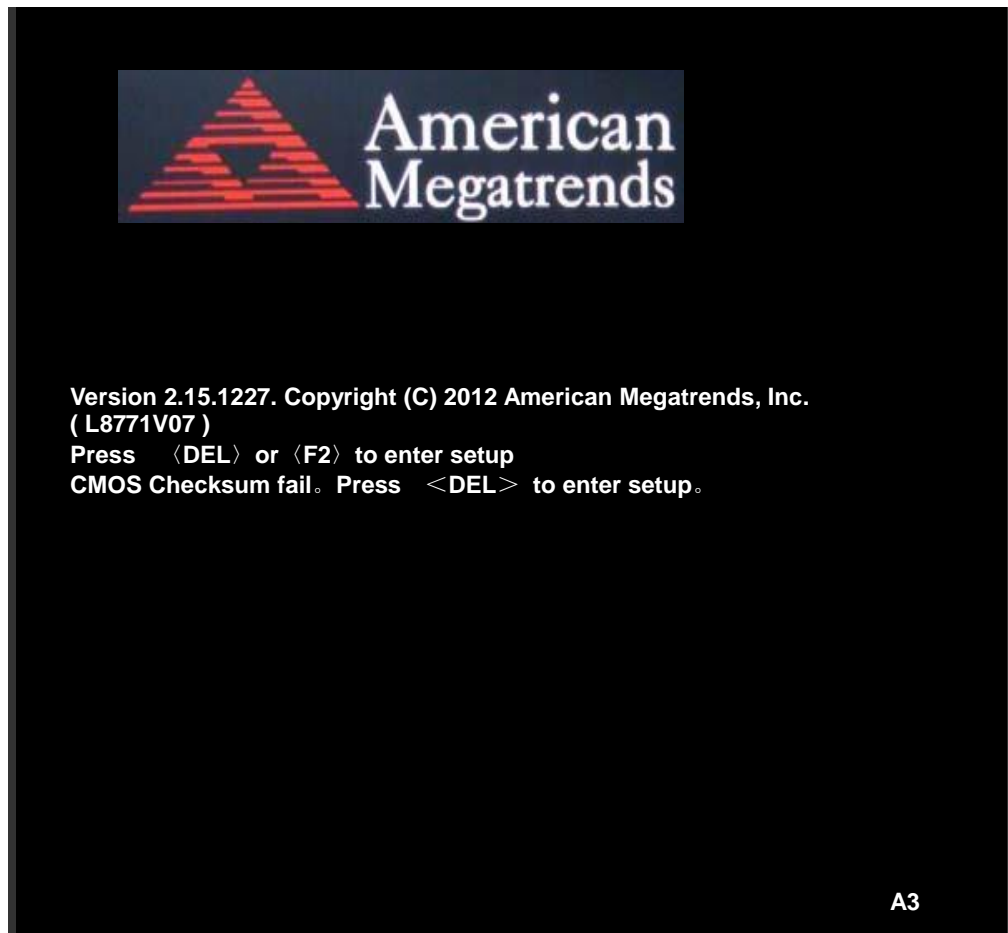 American
Megatrends
Version 2.15.1227. Copyright (C) 2012 American Megatrends, Inc.
( L8771V07 )
Press 〈DEL〉or〈F2〉to enter setup
CMOS Checksum fail。Press ＜DEL＞ to enter setup。
A3